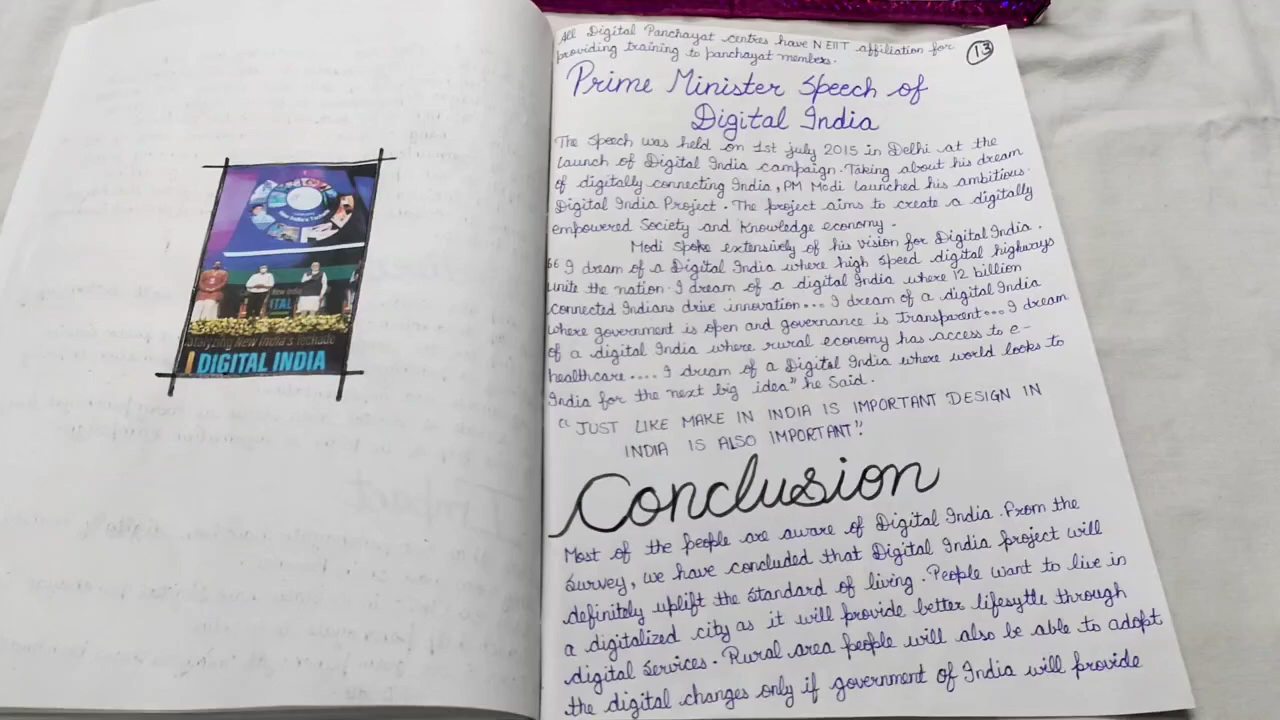 New India's Techade
New India
ITAL
New India's Techade
DIGITAL INDIA
All Digital Panchayat centres have NEIIT affiliation for
providing training to panchayat members.
13
Prime Minister Speech of
Digital India
The Speech was held on 1st july 2015 in Delhi at the
launch of Digital India campaign. Taking about his dream
of digitally connecting India, PM Modi launched his ambitious
Digital India Project. The project aims to create a digitally
empowered Society and Knowledge economy.
Modi Spoke extensively of his vision for Digital India.
"I dream of a Digital India where high speed digital highways
unite the nation. I dream of a digital India where 12 billion
connected Indians drive innovation... I dream of a digital India
where government is open and governance is Transparent... I dream
of a digital India where rural economy has access to e-
healthcare.... I dream of a Digital India where world looks to
India for the next big idea" he Said.
"JUST LIKE MAKE IN INDIA IS IMPORTANT DESIGN IN
INDIA IS ALSO IMPORTANT".
Conclusion
Most of the people are aware of Digital India. From the
survey, we have concluded that Digital India project will
definitely uplift the standard of living. People want to live in
a digitalized city as it will provide better lifesytle through
digital services. Rural area people will also be able to adopt
the digital changes only if government of India will provide